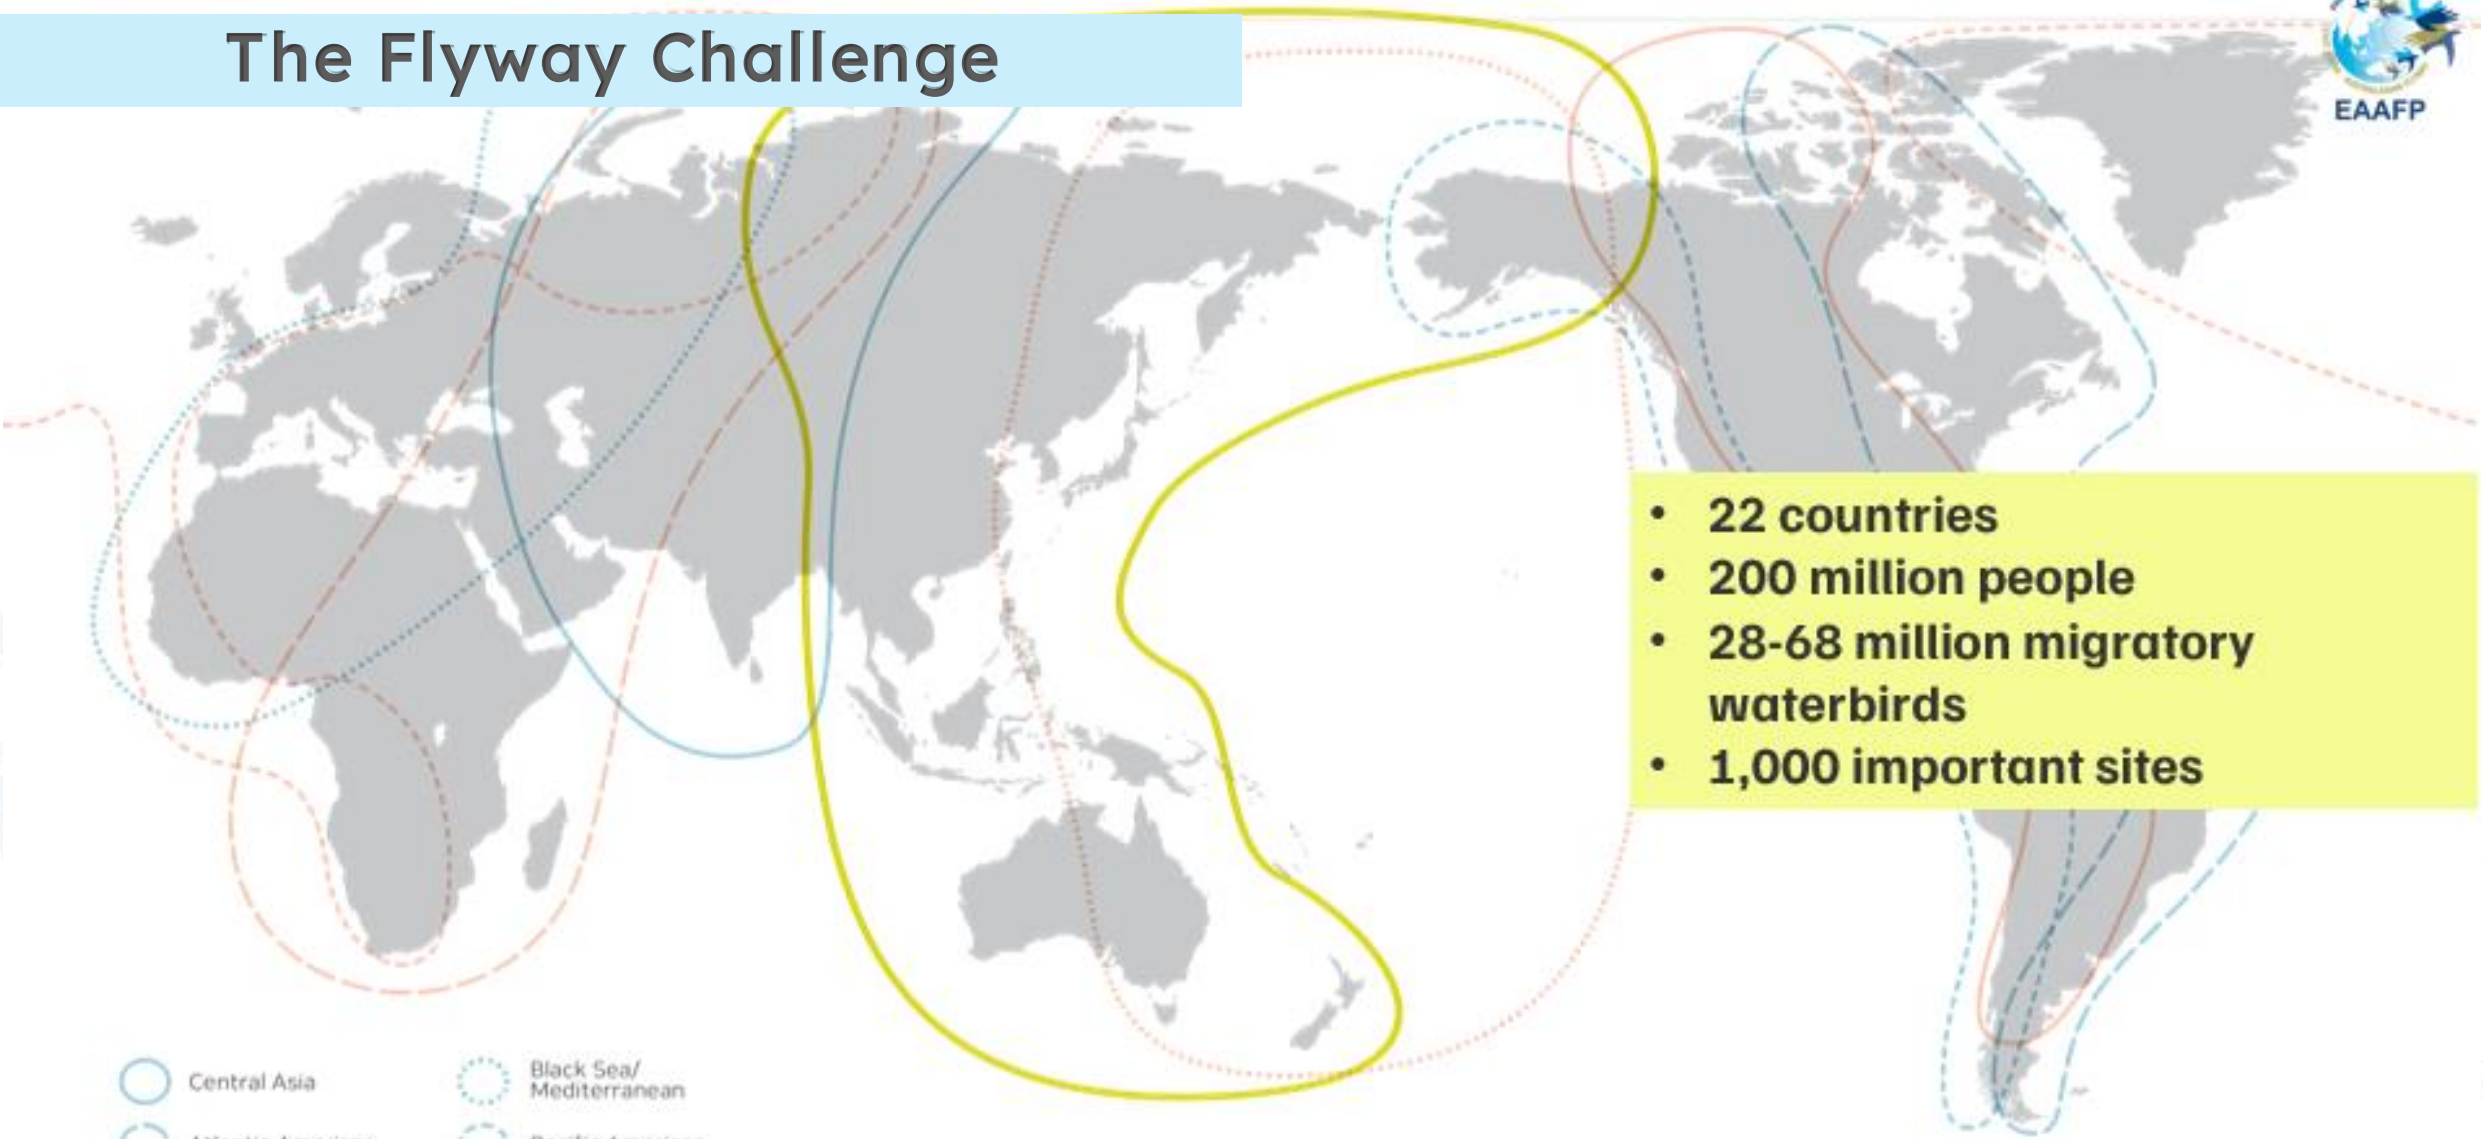 The Flyway Challenge
EAAFP
• 22 countries
• 200 million people
• 28-68 million migratory
waterbirds
• 1,000 important sites
Central Asia
Black Sea/
Mediterranean